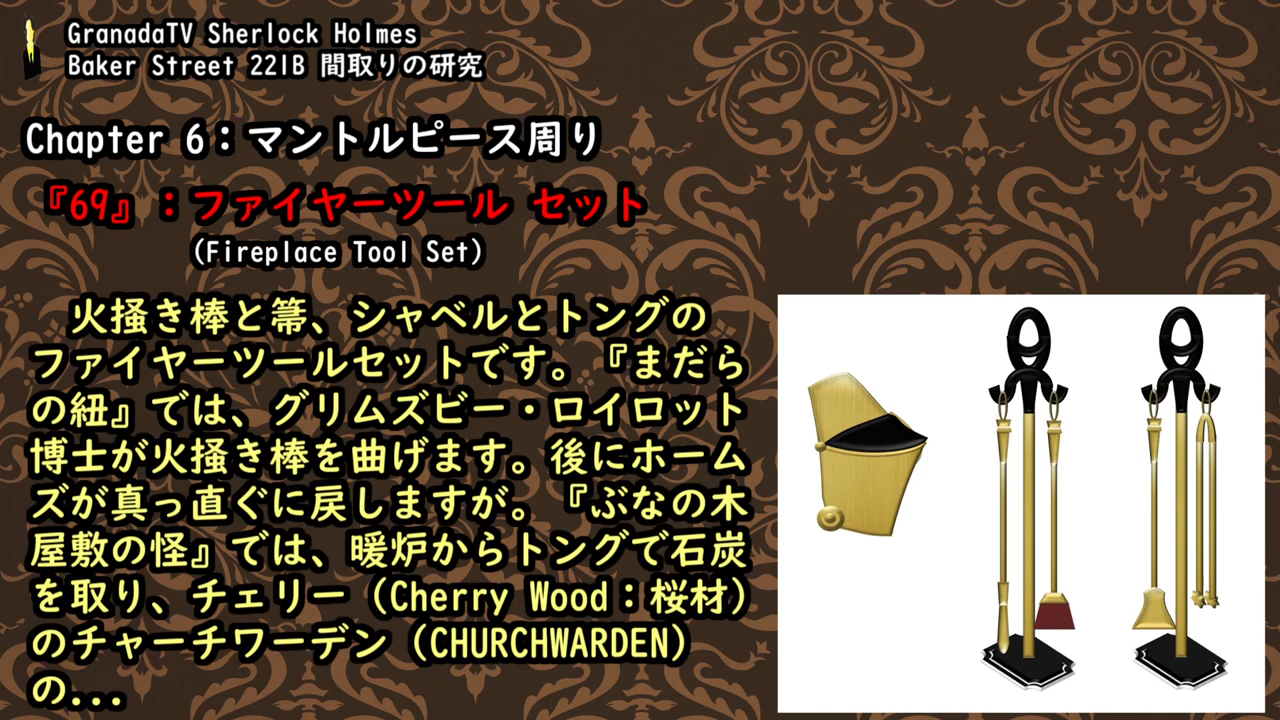 GranadaTV Sherlock Holmes
Baker Street 221B 間取りの研究
Chapter 6：マントルピース周り
『69』：ファイヤーツール セット
(Fireplace Tool Set)
火掻き棒と箒、シャベルとトングの
ファイヤーツールセットです。『まだら
の紐』では、グリムズビー・ロイロット
博士が火掻き棒を曲げます。後にホーム
ズが真っ直ぐに戻しますが。『ぶなの木
屋敷の怪』では、暖炉からトングで石炭
を取り、チェリー（Cherry Wood：桜材）
のチャーチワーデン（CHURCHWARDEN）
の...